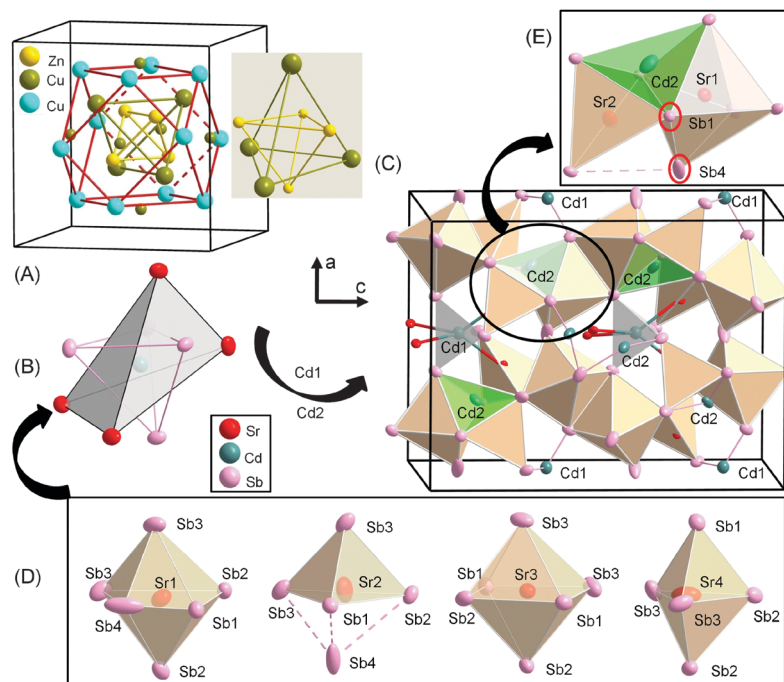 Zn
Cu
Cu
(A)
(B)
a
c
Cd1
Cd2
Sr
Cd
Sb
(C)
Cd1
Cd1
Cd2
Cd2
Cd1
Cd2
Cd2
Cd2
Cd1
Cd1
(E)
Sr1
Cd2
Sr2
Sb1
Sb4
(D)
Sb3
Sb3
Sr1
Sb2
Sb4
Sb1
Sb2
Sb3
Sr2
Sb3
Sb1
Sb2
Sb4
Sb3
Sb1
Sr3
Sb3
Sb2
Sb1
Sb2
Sb1
Sr4
Sb3
Sb3
Sb2
Sb2